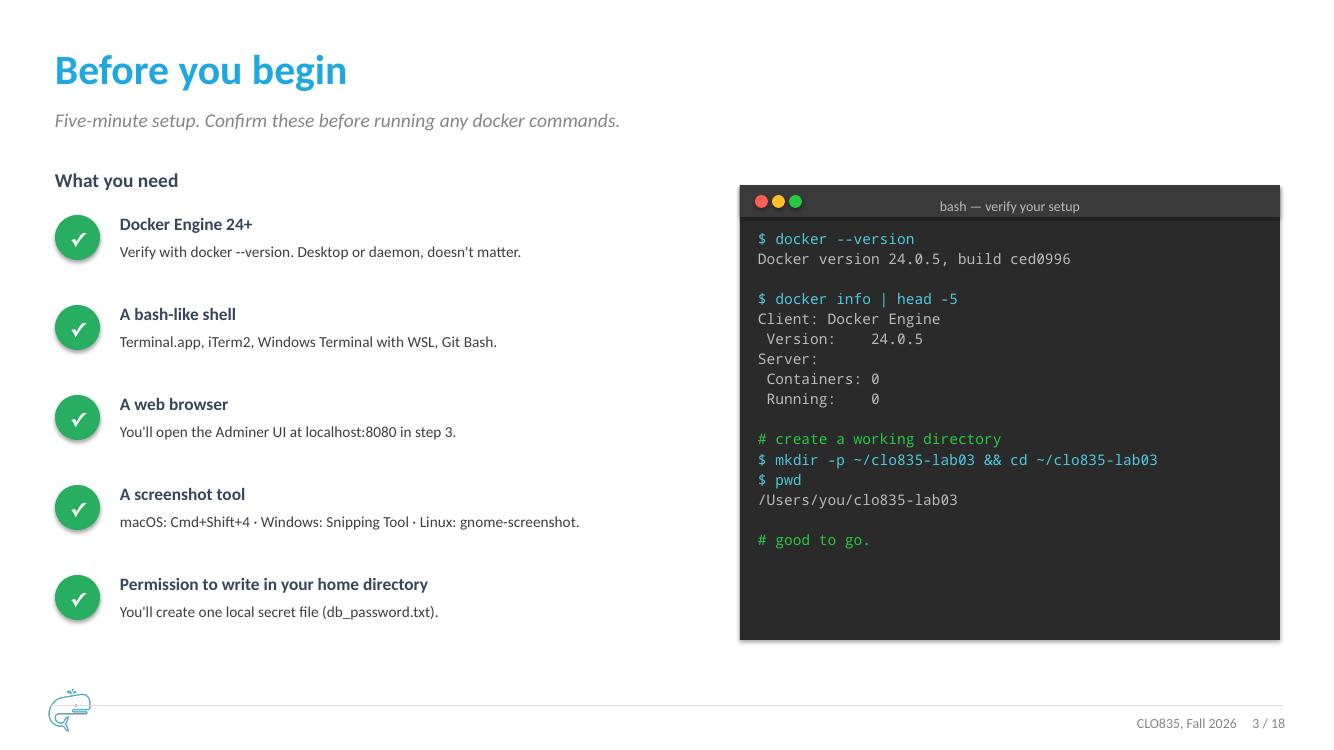 Before you begin
Five-minute setup. Confirm these before running any docker commands.
What you need
✓
Docker Engine 24+
Verify with docker --version. Desktop or daemon, doesn't matter.
✓
A bash-like shell
Terminal.app, iTerm2, Windows Terminal with WSL, Git Bash.
✓
A web browser
You'll open the Adminer UI at localhost:8080 in step 3.
✓
A screenshot tool
macOS: Cmd+Shift+4 · Windows: Snipping Tool · Linux: gnome-screenshot.
✓
Permission to write in your home directory
You'll create one local secret file (db_password.txt).
bash — verify your setup
$ docker --version
Docker version 24.0.5, build ced0996

$ docker info | head -5
Client: Docker Engine
 Version:    24.0.5
Server:
 Containers: 0
 Running:    0

# create a working directory
$ mkdir -p ~/clo835-lab03 && cd ~/clo835-lab03
$ pwd
/Users/you/clo835-lab03

# good to go.
CLO835, Fall 2026    3 / 18